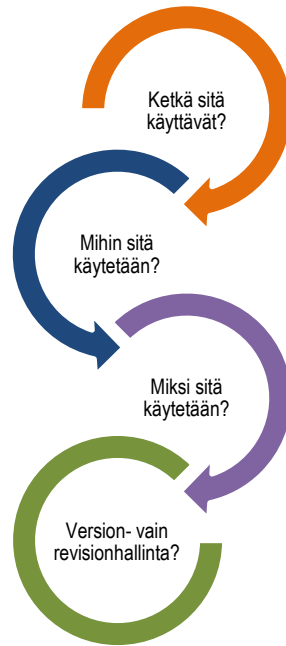 Ketkä sitä
käyttävät?
Mihin sitä
käytetään?
Miksi sitä
käytetään?
Version- vain
revisionhallinta?